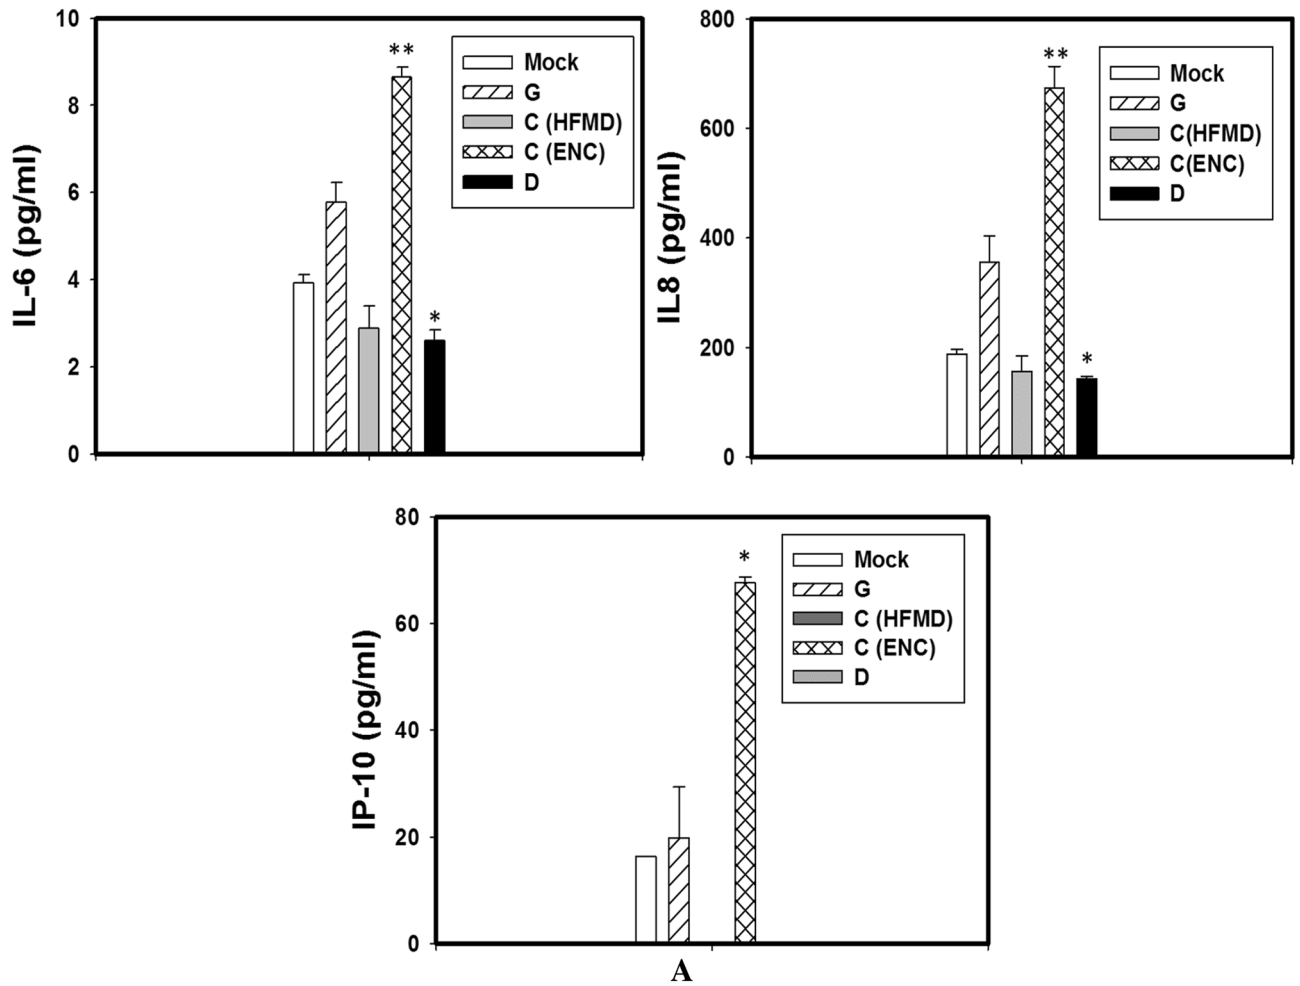 10
8
6
4
2
0
IL-6 (pg/ml)
**
*
Mock
G
C (HFMD)
C (ENC)
D
800
600
400
200
0
IL8 (pg/ml)
**
*
Mock
G
C(HFMD)
C(ENC)
D
80
60
40
20
0
IP-10 (pg/ml)
*
Mock
G
C (HFMD)
C (ENC)
D
A